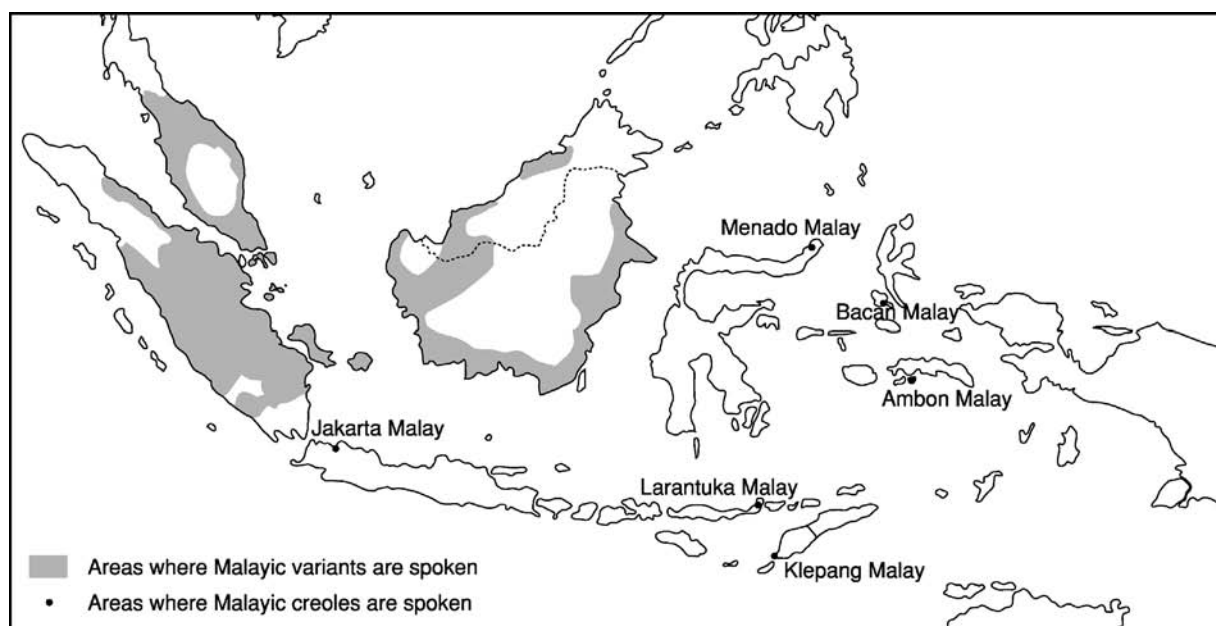 Menado Malay
Bacan Malay
Ambon Malay
Jakarta Malay
Larantuka Malay
Klepang Malay
Areas where Malayic variants are spoken
Areas where Malayic creoles are spoken